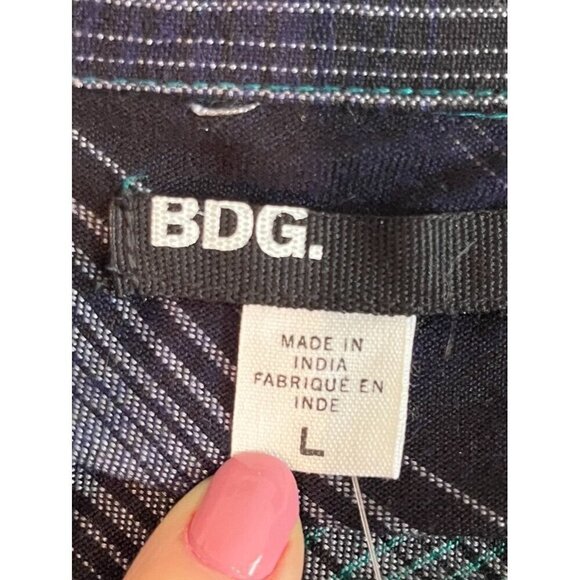 BDG.
MADE IN
INDIA
FABRIQUÉ EN
INDE
L